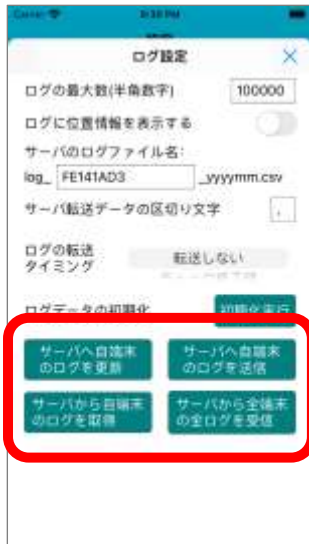 ログ設定
ログの最大数(半角数字) 100000
ログに位置情報を表示する
サーバのログファイル名:
log_ FE141AD3 _yyyymm.csv
サーバ転送データの区切り文字 ,
ログの転送
タイミング
転送しない
ログデータの初期化 初期化実行
サーバへ自端末
のログを更新
サーバへ自端末
のログを送信
サーバから自端末
のログを取得
サーバから全端末
の全ログを受信